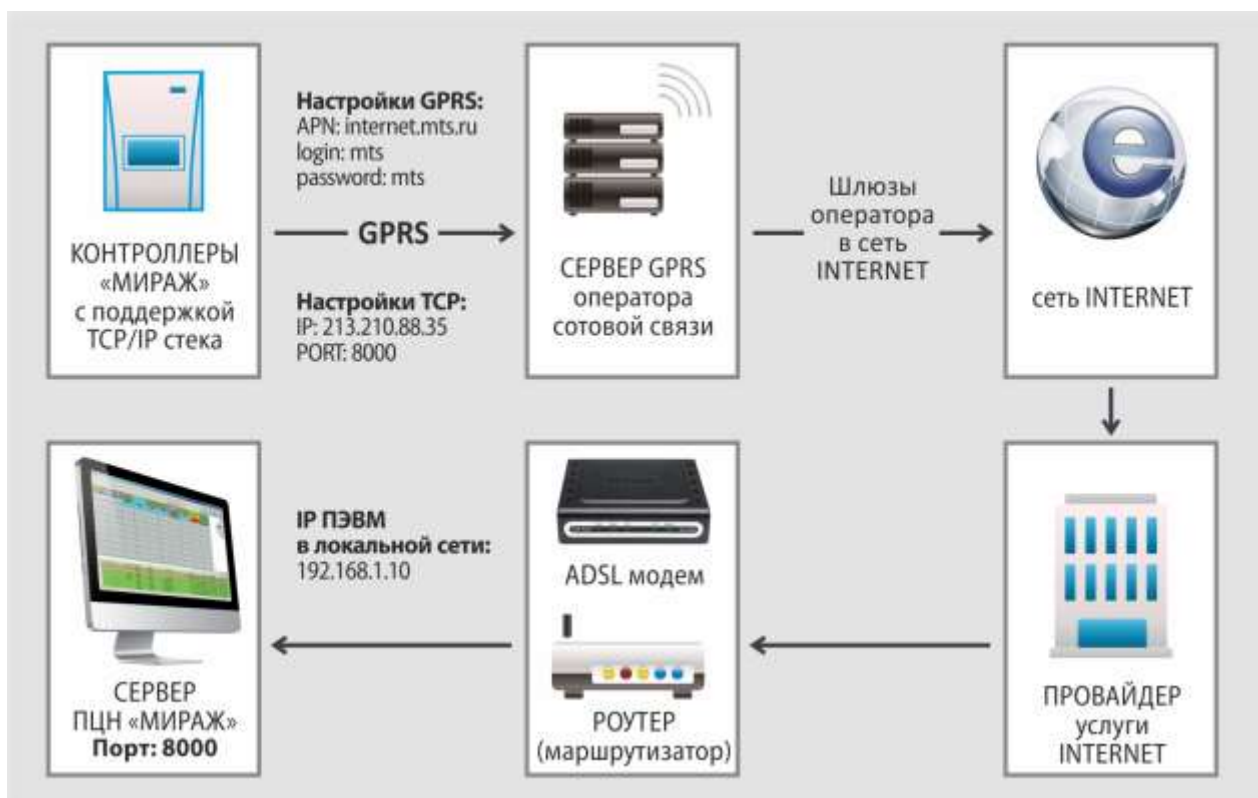 КОНТРОЛЛЕРЫ
«МИРАЖ»
с поддержкой
TCP/IP стека
Настройки GPRS:
APN: internet.mts.ru
login: mts
password: mts
GPRS
Настройки TCP:
IP: 213.210.88.35
PORT: 8000
СЕРВЕР GPRS
оператора
сотовой связи
Шлюзы
оператора
в сеть
INTERNET
сеть INTERNET
СЕРВЕР
ПЦН «МИРАЖ»
Порт: 8000
IP ПЭВМ
в локальной сети:
192.168.1.10
ADSL модем
РОУТЕР
(маршрутизатор)
ПРОВАЙДЕР
услуги
INTERNET